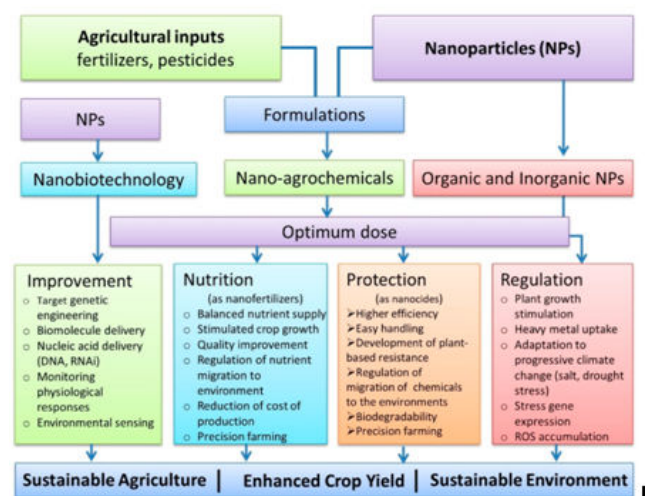 Agricultural inputs
fertilizers, pesticides
Nanoparticles (NPs)
NPs
Formulations
Nanobiotechnology
Nano-agrochemicals
Organic and Inorganic NPs
Optimum dose
Improvement
o Target genetic
engineering
o Biomolecule delivery
o Nucleic acid delivery
(DNA, RNAi)
o Monitoring
physiological
responses
o Environmental sensing
Nutrition
(as nanofertilizers)
o Balanced nutrient supply
o Stimulated crop growth
o Quality improvement
o Regulation of nutrient
migration to
environment
o Reduction of cost of
production
o Precision farming
Protection
(as nanocides)
➢Higher efficiency
➢Easy handling
➢Development of plant-
based resistance
➢Regulation of
migration of chemicals
to the environments
➢Biodegradability
➢Precision farming
Regulation
o Plant growth
stimulation
o Heavy metal uptake
o Adaptation to
progressive climate
change (salt, drought
stress)
o Stress gene
expression
o ROS accumulation
Sustainable Agriculture | Enhanced Crop Yield | Sustainable Environment